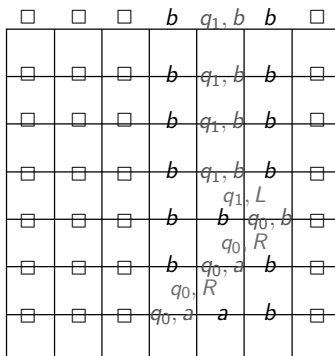 □ □ □ b q₁, b b □
□ □ □ b q₁, b b □
□ □ □ b q₁, b b □
□ □ □ b q₁, b b □
q₁, L
□ □ □ b b q₀, b □
q₀, R
□ □ □ b q₀, a b □
q₀, R
□ □ □ q₀, a a b □